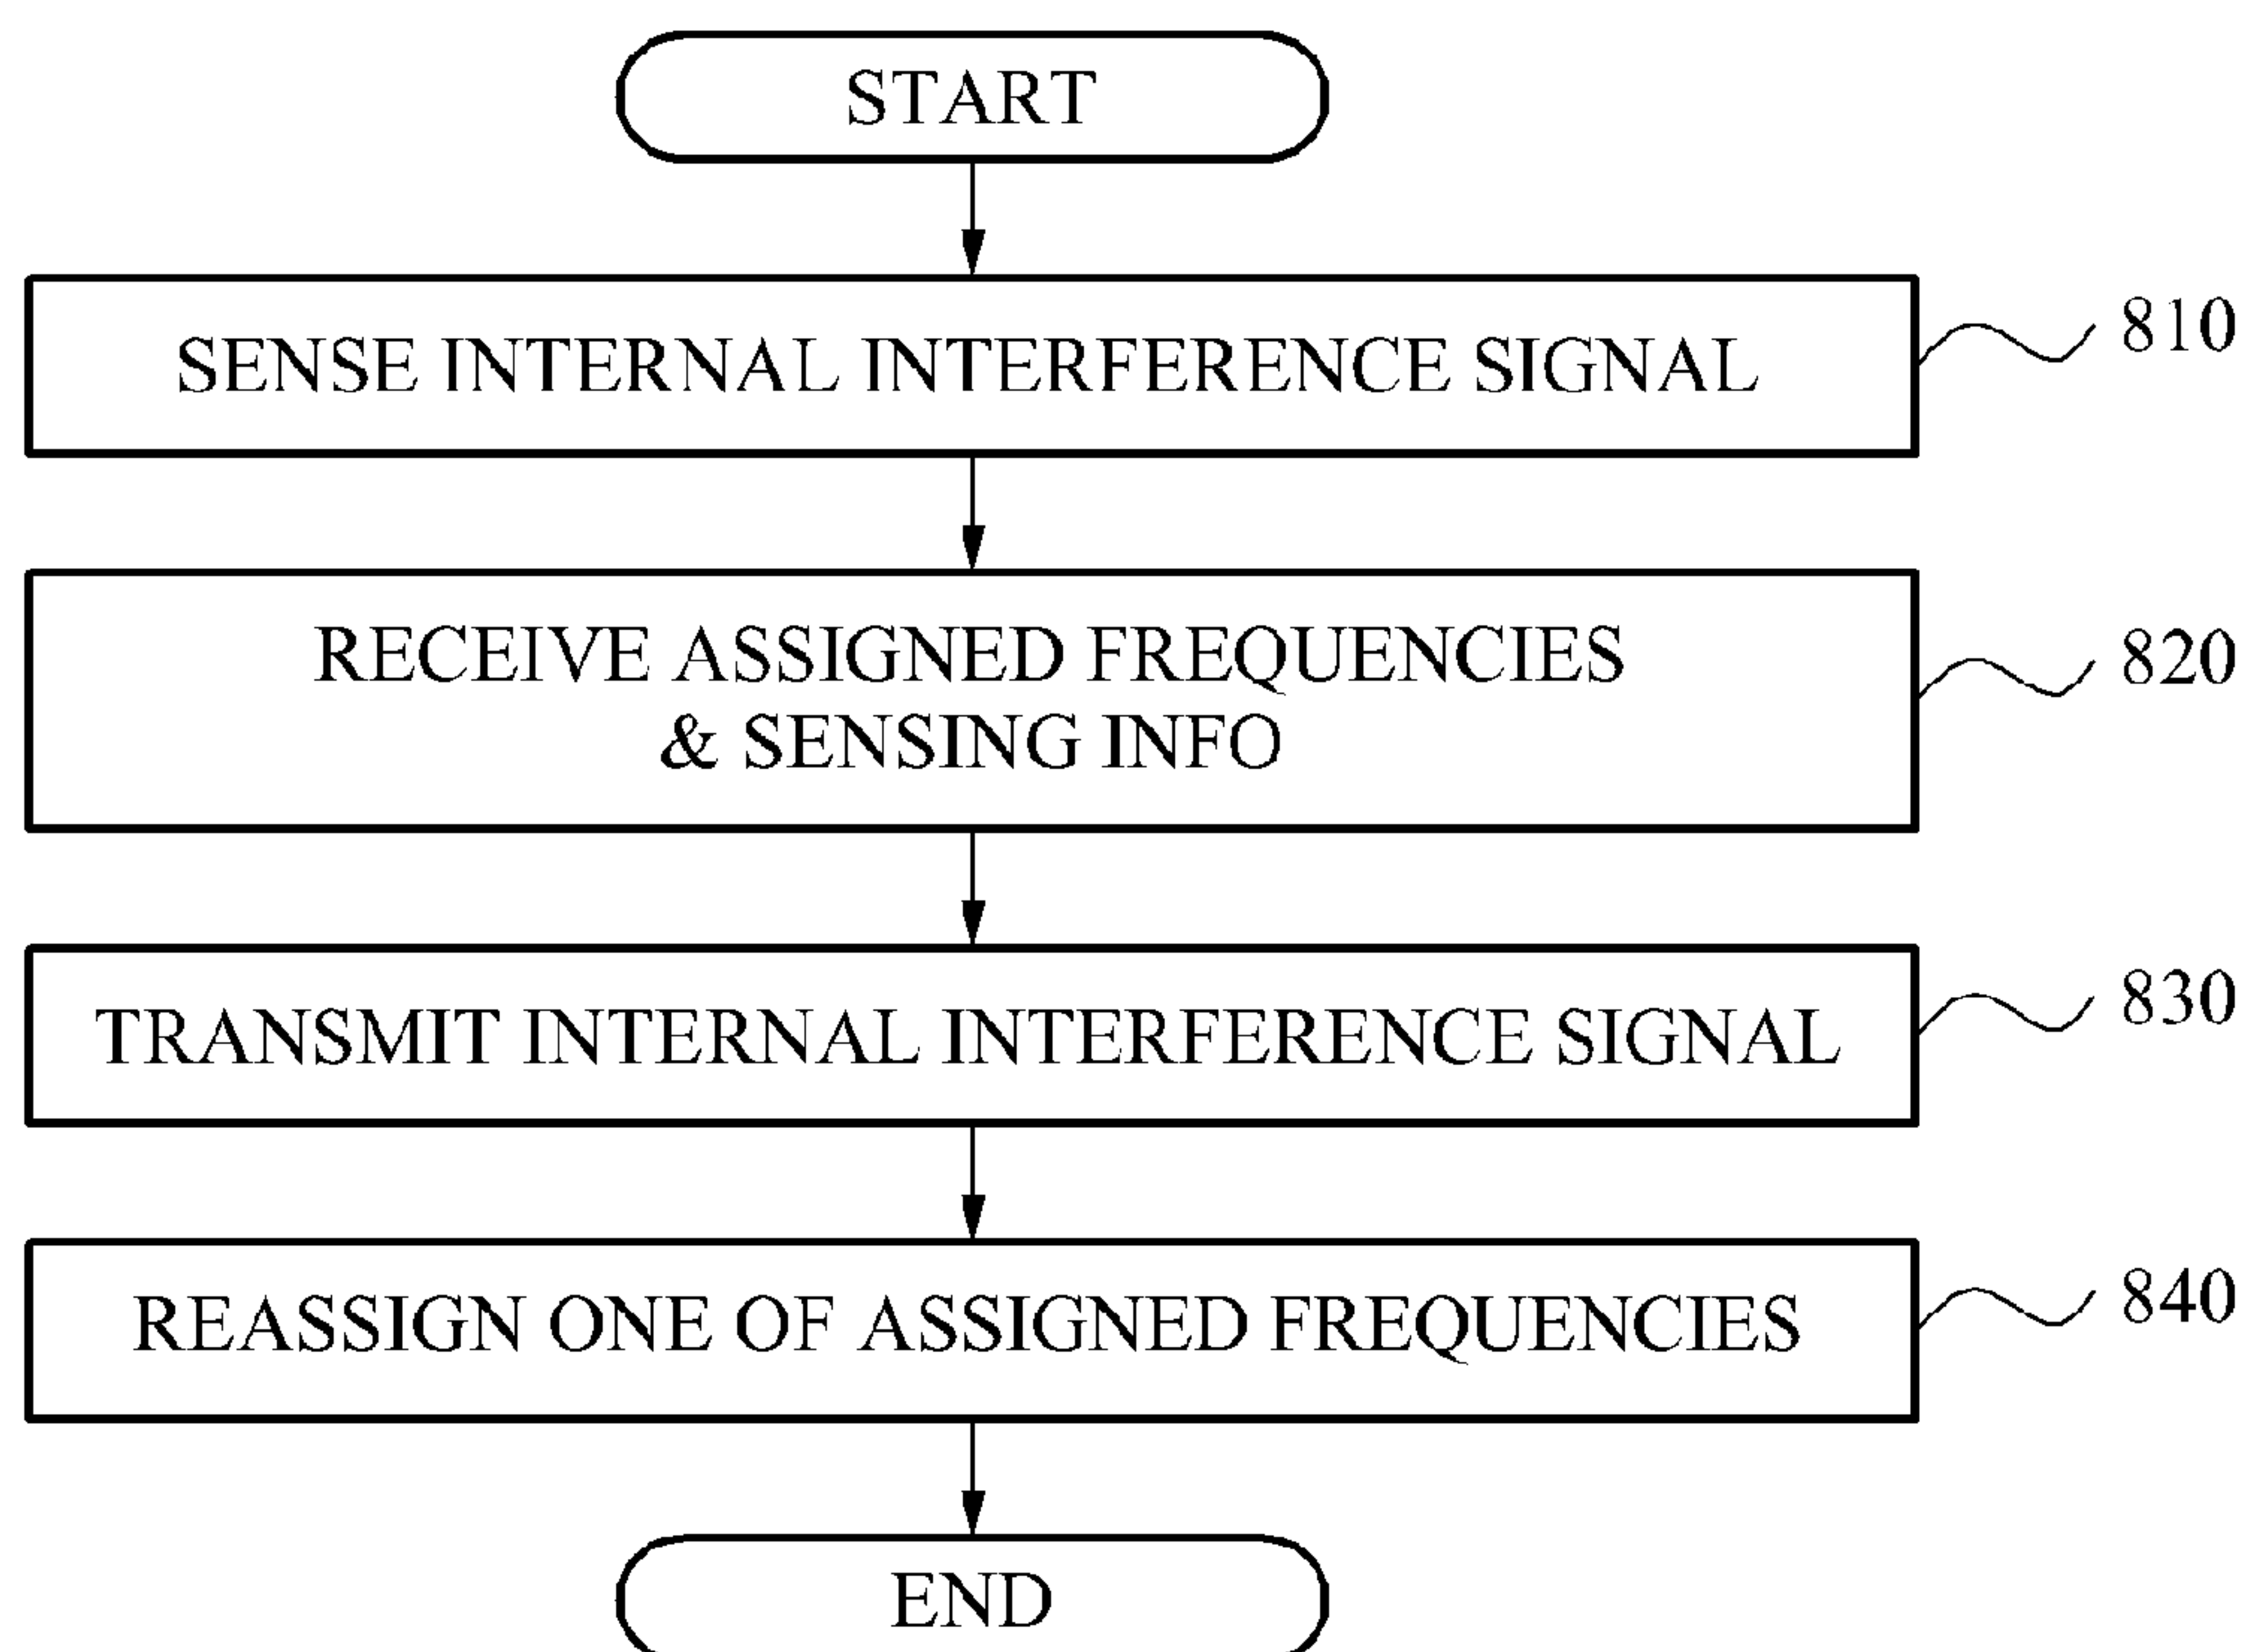 START
SENSE INTERNAL INTERFERENCE SIGNAL
810
RECEIVE ASSIGNED FREQUENCIES
& SENSING INFO
820
TRANSMIT INTERNAL INTERFERENCE SIGNAL
830
REASSIGN ONE OF ASSIGNED FREQUENCIES
840
END